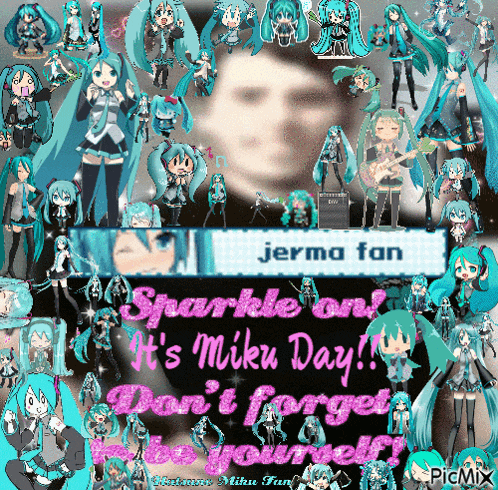 jerma fan
Sparkle on!
It's Miku Day!!
Don't forget
to be yourself!
Hatsune Miku Fan
PicMix